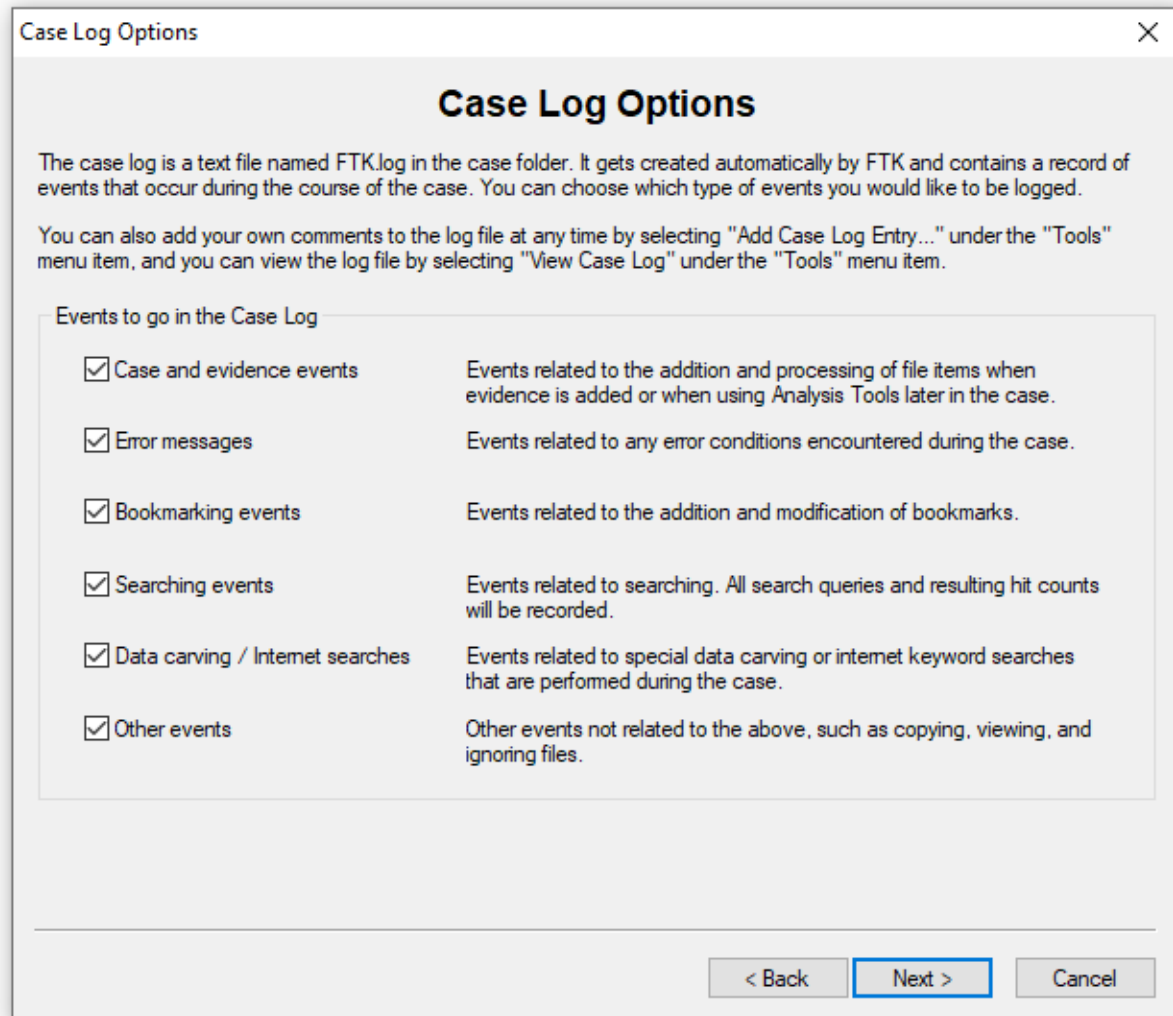 Case Log Options
Case Log Options
The case log is a text file named FTK.log in the case folder. It gets created automatically by FTK and contains a record of
events that occur during the course of the case. You can choose which type of events you would like to be logged.
You can also add your own comments to the log file at any time by selecting "Add Case Log Entry..." under the "Tools"
menu item, and you can view the log file by selecting "View Case Log" under the "Tools" menu item.
Events to go in the Case Log
Case and evidence events
Events related to the addition and processing of file items when
evidence is added or when using Analysis Tools later in the case.
Error messages
Events related to any error conditions encountered during the case.
Bookmarking events
Events related to the addition and modification of bookmarks.
Searching events
Events related to searching. All search queries and resulting hit counts
will be recorded.
Data carving / Internet searches
Events related to special data carving or internet keyword searches
that are performed during the case.
Other events
Other events not related to the above, such as copying, viewing, and
ignoring files.
< Back
Next >
Cancel